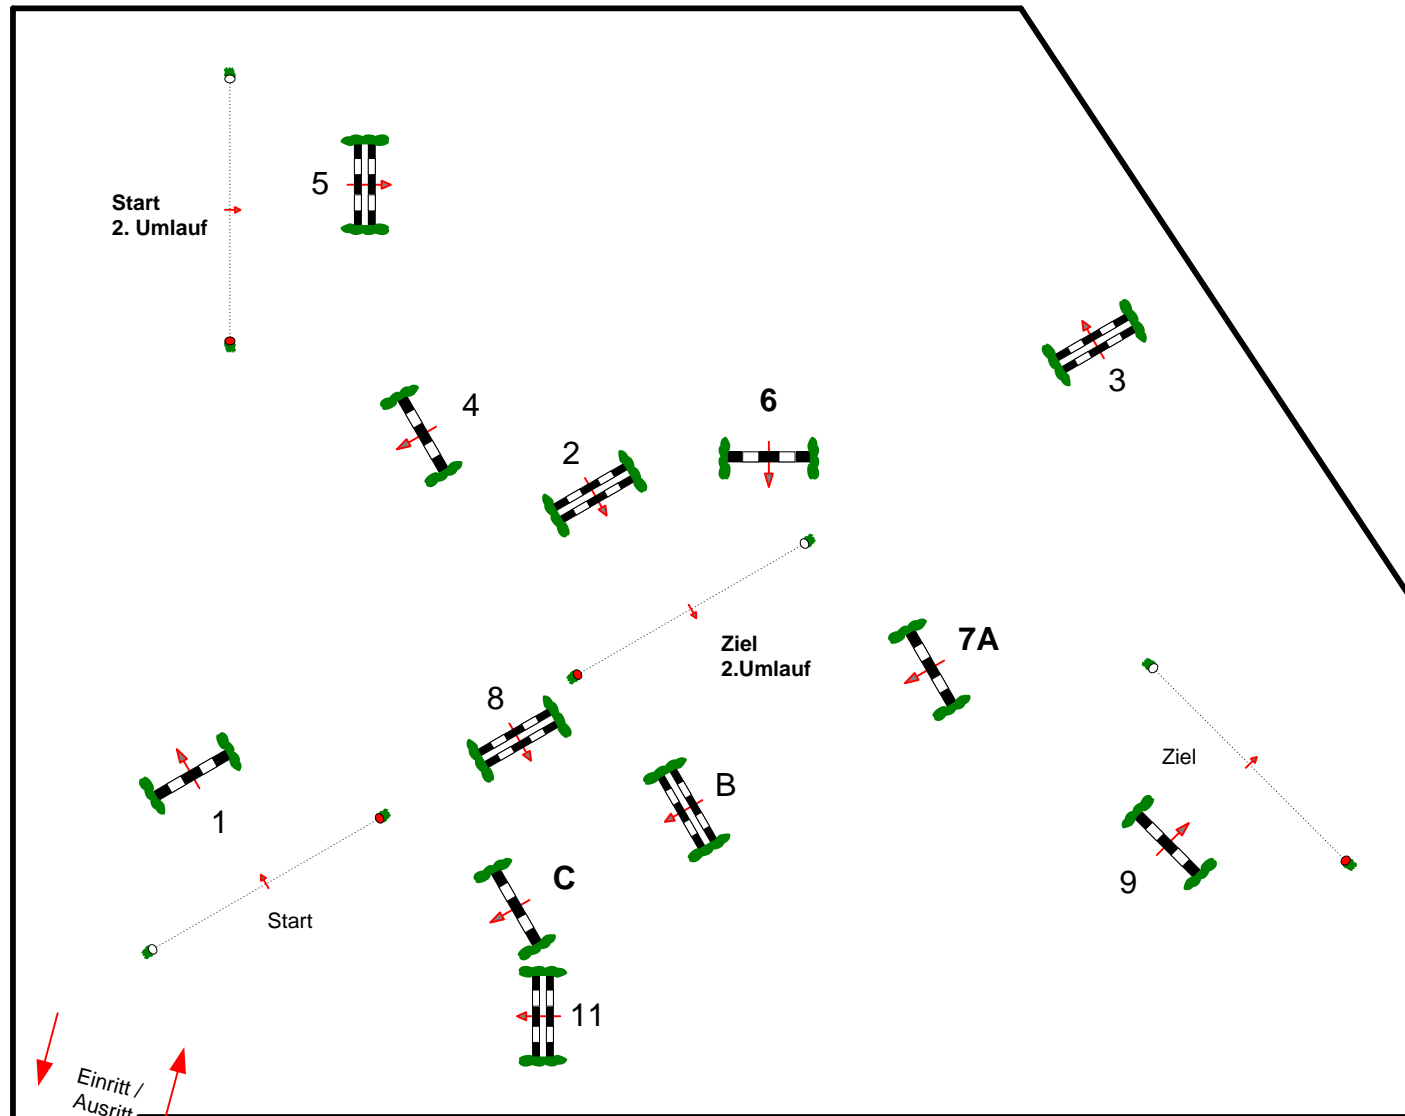 5
Start
2. Umlauf
3
4
6
2
7A
Ziel
2.Umlauf
8
Ziel
B
1
C
9
Start
11
Einritt /
Ausritt